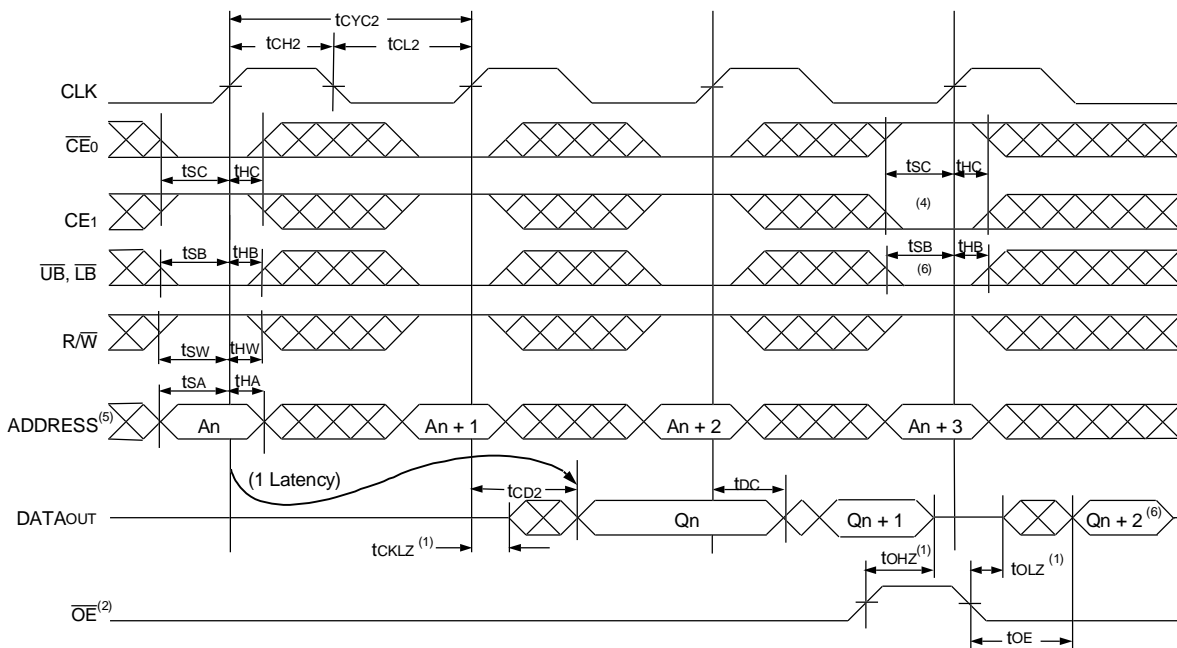 tCYC2
tCH2 tCL2
CLK
CE0
tSC tHC tSC tHC
CE1 (4)
tSB tHB tSB tHB
UB, LB (6)
R/W
tSW tHW
tSA tHA
ADDRESS(5) An An + 1 An + 2 An + 3
(1 Latency) tCD2 tDC
DATAOUT Qn Qn + 1 Qn + 2(6)
tCKLZ(1) tOHZ(1) tOLZ(1)
OE(2)
tOE